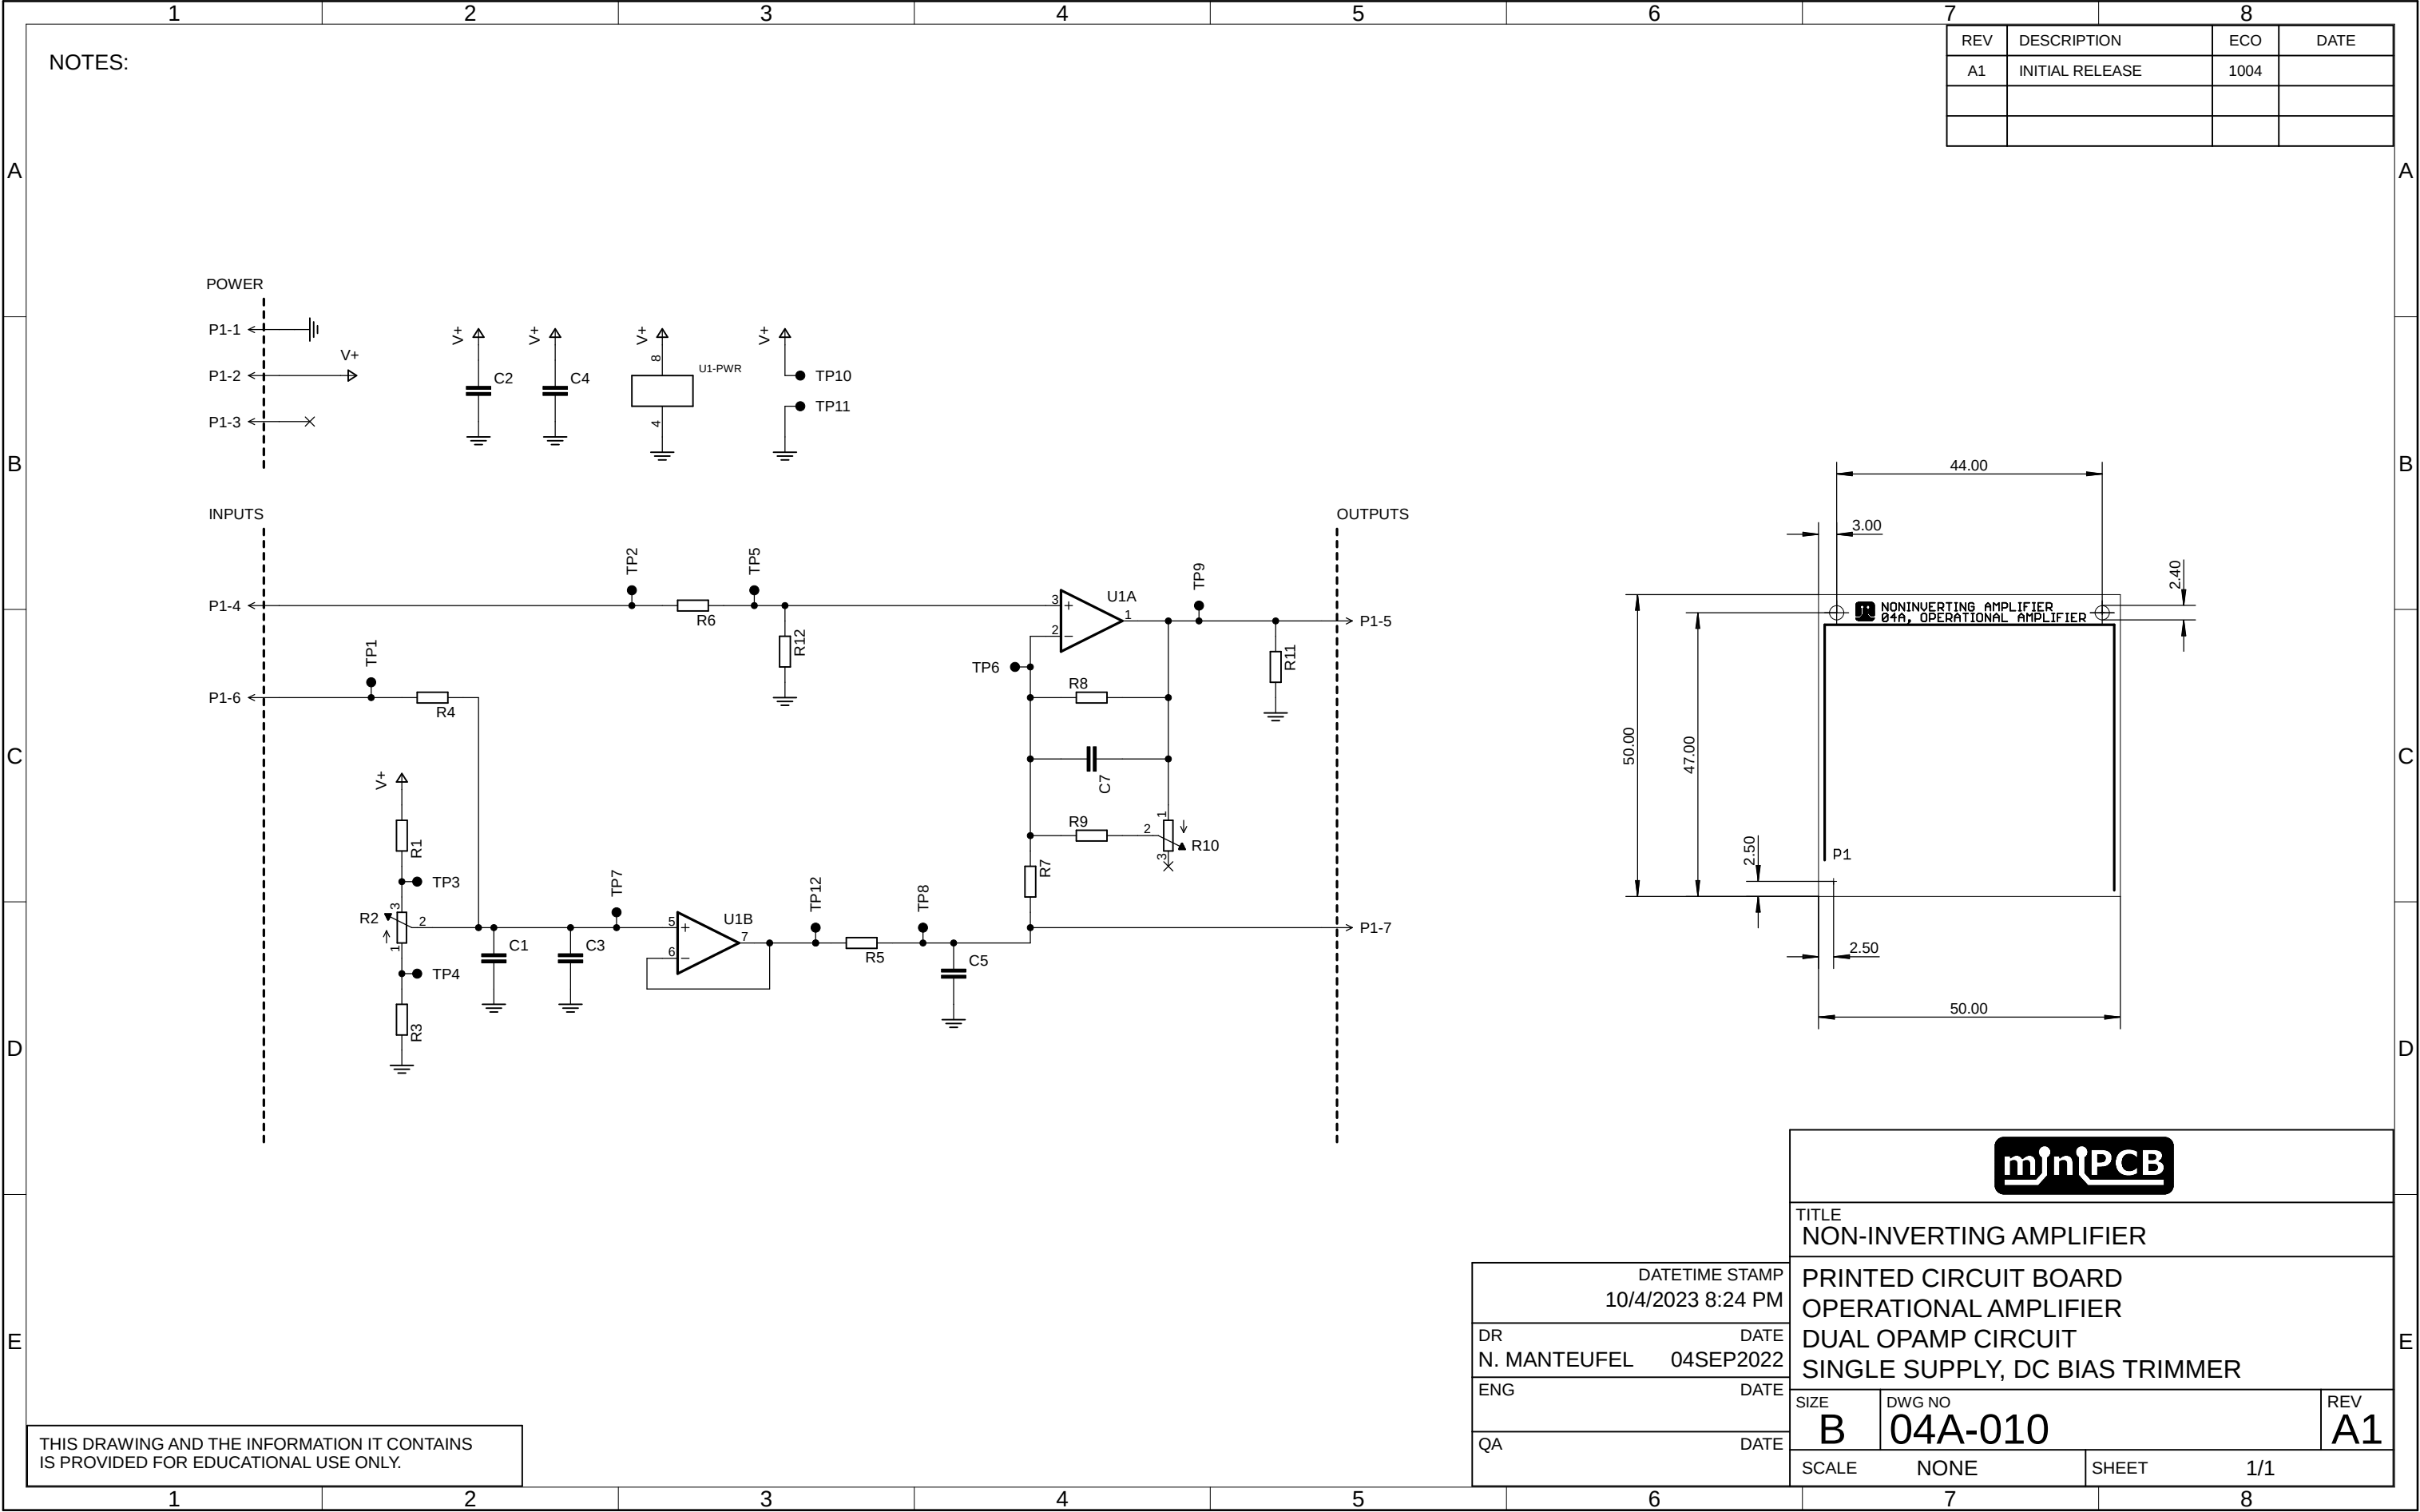 1 2 3 4 5 6 7 8
NOTES:
REV DESCRIPTION ECO DATE
A1 INITIAL RELEASE 1004
A A
POWER
P1-1
V+
P1-2
P1-3
V+ C2
V+ C4
V+ 8 U1-PWR 4
V+ TP10
TP11
B B
INPUTS
OUTPUTS
P1-4
TP2
R6
TP5
R12
3 + U1A 1
2 −
TP9
P1-5
R11
TP6
P1-6
TP1
R4
R8
C7
R9
2 1 3 R10
R7
V+
R1
TP3
R2 3 2 1
TP4
R3
C1
C3
TP7
5 + U1B 7
6 −
TP12
R5
TP8
C5
P1-7
44.00
3.00
2.40
NONINVERTING AMPLIFIER
04A, OPERATIONAL AMPLIFIER
50.00
47.00
2.50
P1
2.50
50.00
C C
D D
E E
miniPCB
TITLE
NON-INVERTING AMPLIFIER
PRINTED CIRCUIT BOARD
OPERATIONAL AMPLIFIER
DUAL OPAMP CIRCUIT
SINGLE SUPPLY, DC BIAS TRIMMER
DATETIME STAMP
10/4/2023 8:24 PM
DR DATE
N. MANTEUFEL 04SEP2022
ENG DATE
QA DATE
SIZE DWG NO REV
B 04A-010 A1
SCALE NONE SHEET 1/1
THIS DRAWING AND THE INFORMATION IT CONTAINS
IS PROVIDED FOR EDUCATIONAL USE ONLY.
1 2 3 4 5 6 7 8